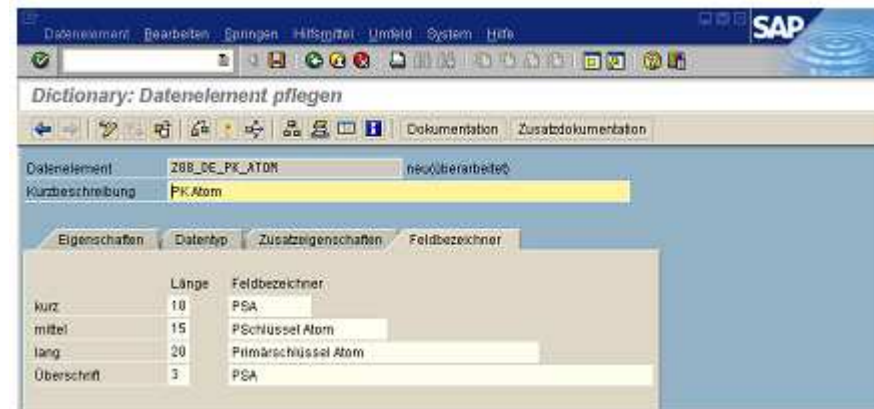 Datenelement Bearbeiten Springen Hilfsmittel Umfeld System Hilfe
SAP
Dictionary: Datenelement pflegen
Dokumentation Zusatzdokumentation
Datenelement Z8B_DE_PK_ATOM neu(überarbeitet)
Kurzbeschreibung PK Atom
Eigenschaften Datentyp Zusatzeigenschaften Feldbezeichner
Länge Feldbezeichner
kurz 10 PSA
mittel 15 PSchlüssel Atom
lang 20 Primärschlüssel Atom
Überschrift 3 PSA